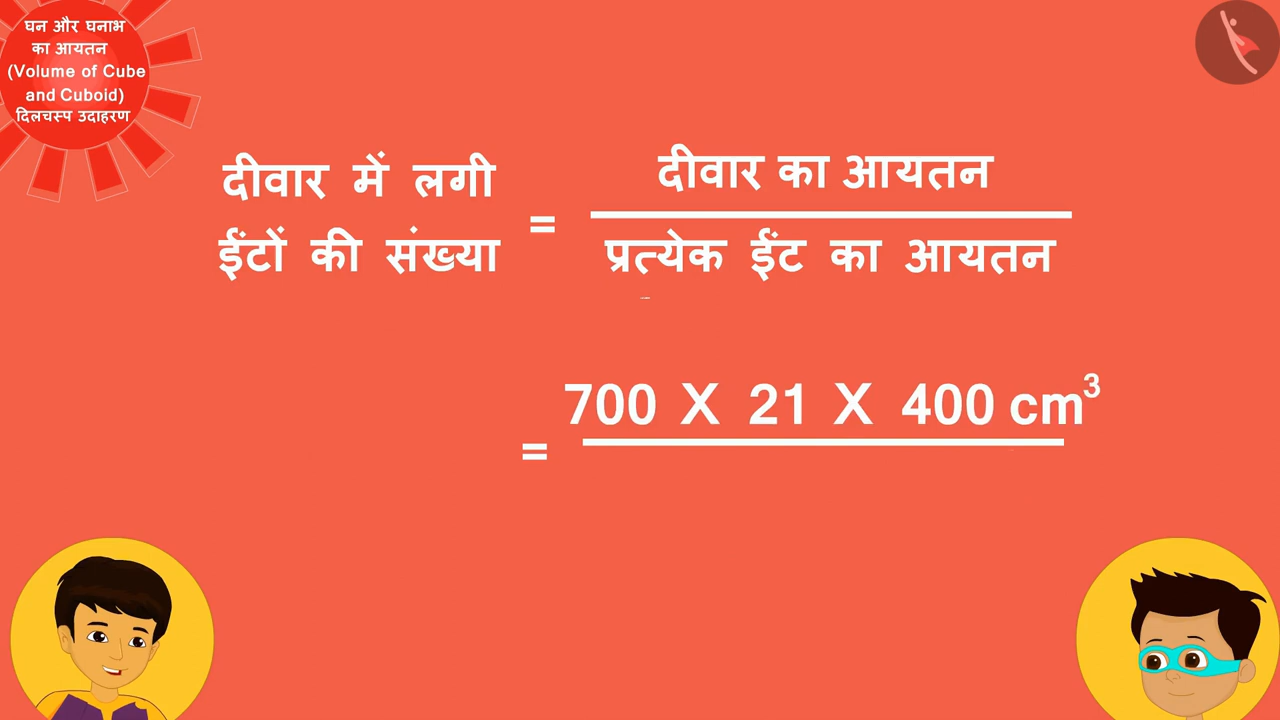 घन और घनाभ
का आयतन
(Volume of Cube
and Cuboid)
दिलचस्प उदाहरण
दीवार में लगी
ईंटों की संख्या
=
दीवार का आयतन
प्रत्येक ईंट का आयतन
= 700 X 21 X 400 cm³